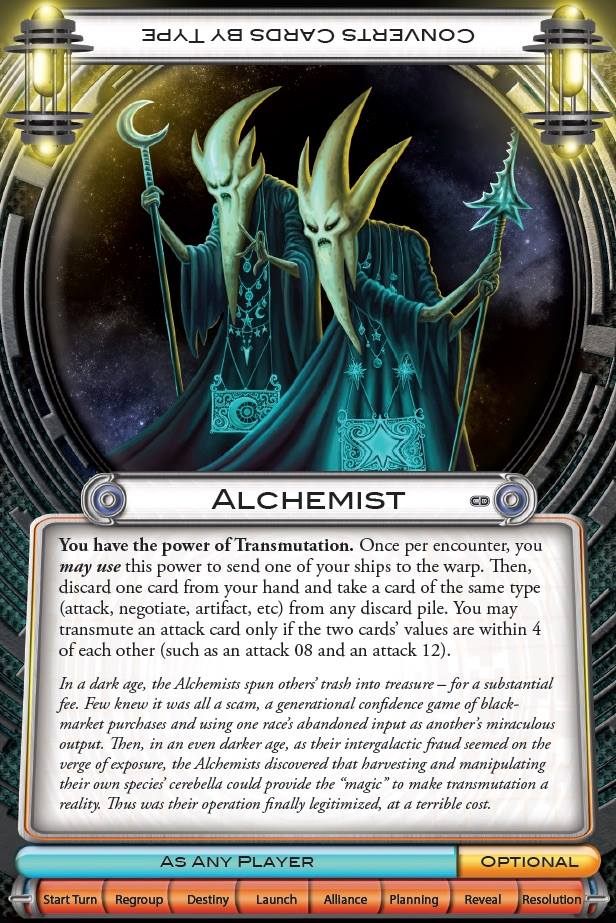 CONVERTS CARDS BY TYPE
ALCHEMIST
You have the power of Transmutation. Once per encounter, you
may use this power to send one of your ships to the warp. Then,
discard one card from your hand and take a card of the same type
(attack, negotiate, artifact, etc) from any discard pile. You may
transmute an attack card only if the two cards’ values are within 4
of each other (such as an attack 08 and an attack 12).
In a dark age, the Alchemists spun others’ trash into treasure – for a substantial
fee. Few knew it was all a scam, a generational confidence game of black-
market purchases and using one race’s abandoned input as another’s miraculous
output. Then, in an even darker age, as their intergalactic fraud seemed on the
verge of exposure, the Alchemists discovered that harvesting and manipulating
their own species’ cerebella could provide the “magic” to make transmutation a
reality. Thus was their operation finally legitimized, at a terrible cost.
AS ANY PLAYER OPTIONAL
Start Turn Regroup Destiny Launch Alliance Planning Reveal Resolution